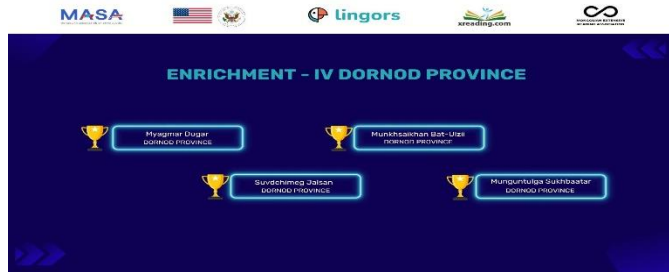 MASA
lingors
xreading.com
ENRICHMENT - IV DORNOD PROVINCE
Myagmar Dugar
DORNOD PROVINCE
Munkhsaikhan Bat-Ulzii
DORNOD PROVINCE
Suvdchimeg Jalsan
DORNOD PROVINCE
Munguntulga Sukhbaatar
DORNOD PROVINCE